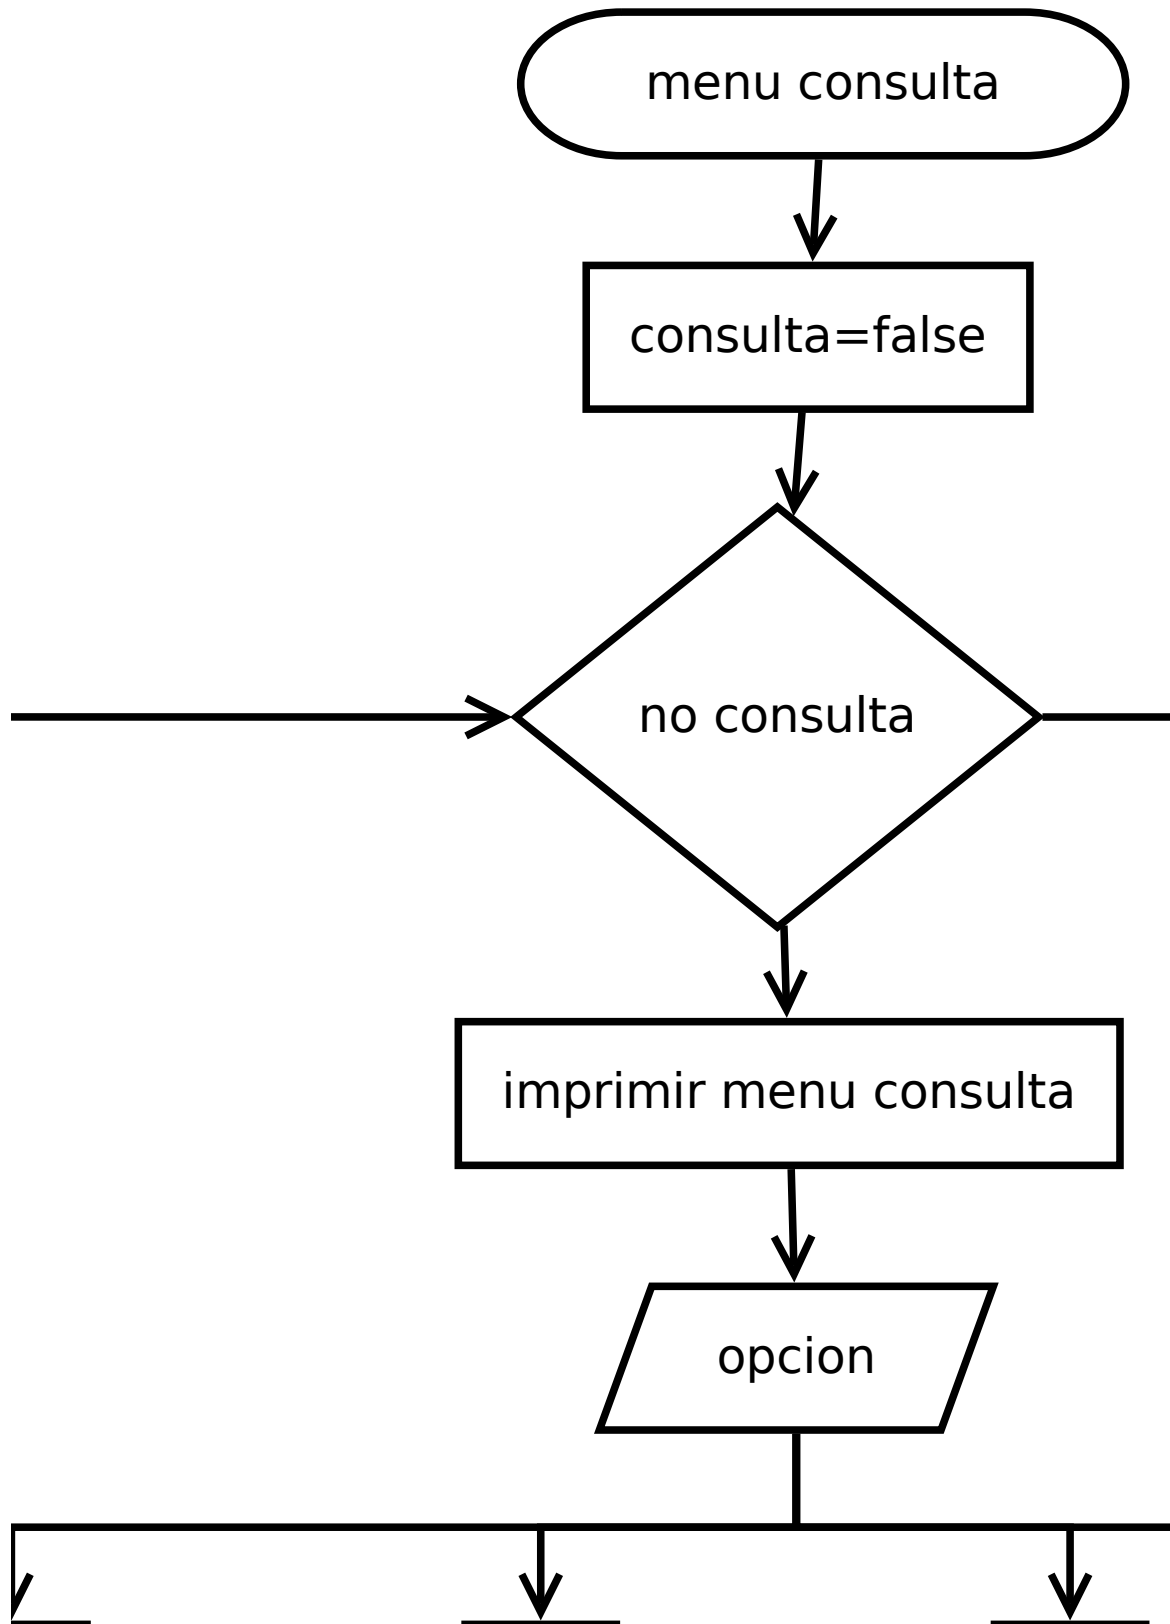 menu consulta
consulta=false
no consulta
imprimir menu consulta
opcion